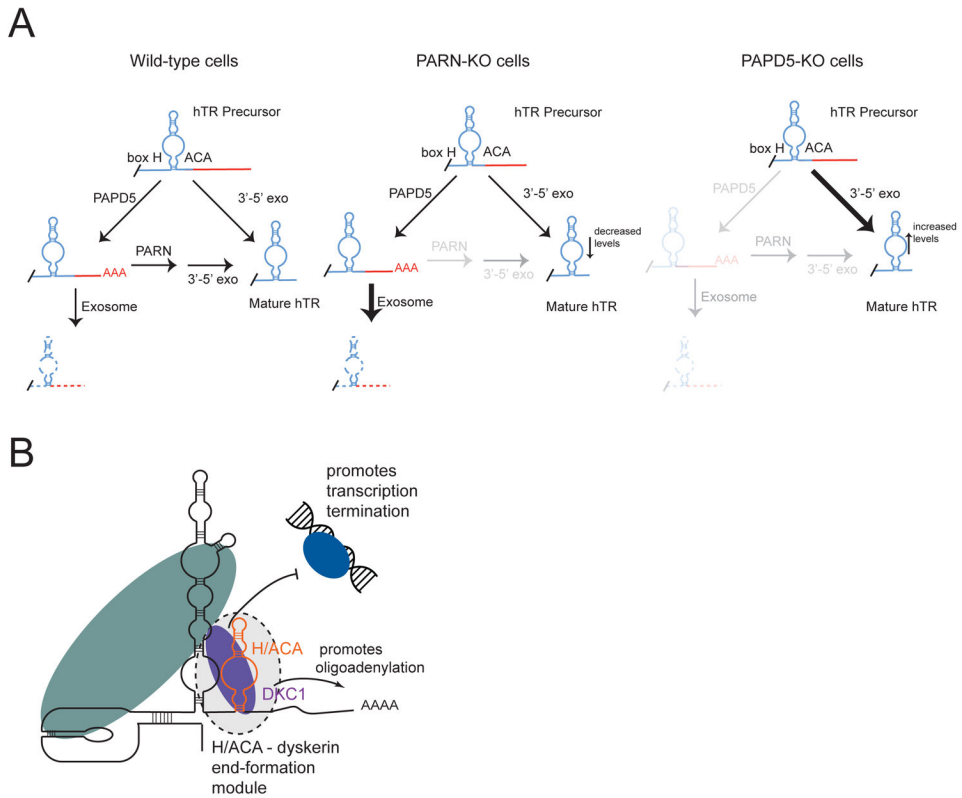 A
Wild-type cells
hTR Precursor
box H
ACA
PAPD5
3'-5' exo
AAA
PARN
3'-5' exo
Mature hTR
Exosome
PARN-KO cells
hTR Precursor
box H
ACA
PAPD5
3'-5' exo
AAA
PARN
3'-5' exo
decreased
levels
Mature hTR
Exosome
PAPD5-KO cells
hTR Precursor
box H
ACA
PAPD5
3'-5' exo
AAA
PARN
3'-5' exo
increased
levels
Mature hTR
Exosome
B
promotes
transcription
termination
H/ACA
DKC1
promotes
oligoadenylation
AAAA
H/ACA - dyskerin
end-formation
module